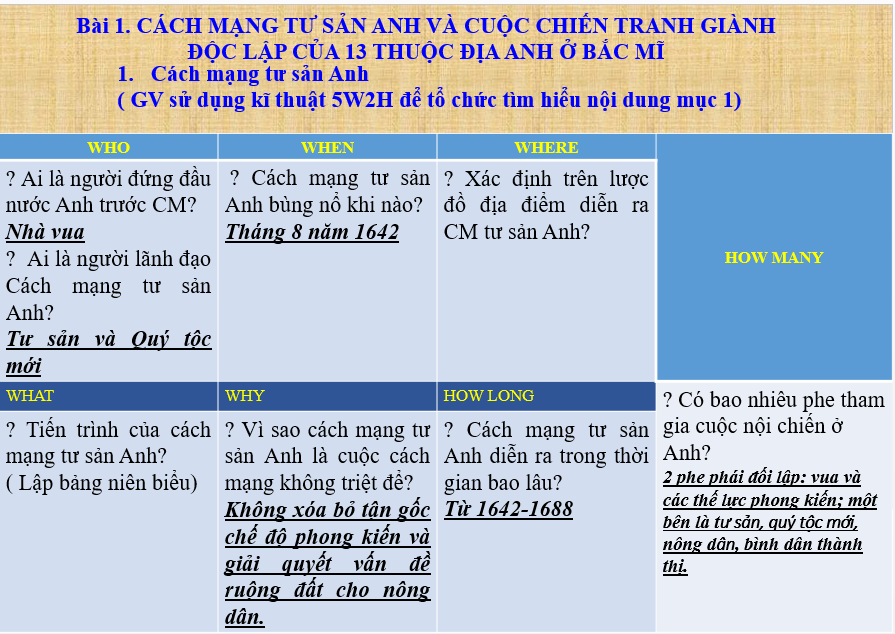 Bài 1. CÁCH MẠNG TƯ SẢN ANH VÀ CUỘC CHIẾN TRANH GIÀNH
ĐỘC LẬP CỦA 13 THUỘC ĐỊA ANH Ở BẮC MĨ
1. Cách mạng tư sản Anh
( GV sử dụng kĩ thuật 5W2H để tổ chức tìm hiểu nội dung mục 1)
WHO
? Ai là người đứng đầu
nước Anh trước CM?
Nhà vua
? Ai là người lãnh đạo
Cách mạng tư sản
Anh?
Tư sản và Quý tộc
mới
WHEN
? Cách mạng tư sản
Anh bùng nổ khi nào?
Tháng 8 năm 1642
WHERE
? Xác định trên lược
đồ địa điểm diễn ra
CM tư sản Anh?
HOW MANY
? Có bao nhiêu phe tham
gia cuộc nội chiến ở
Anh?
2 phe phái đối lập: vua và
các thế lực phong kiến; một
bên là tư sản, quý tộc mới,
nông dân, bình dân thành
thị.
WHAT
? Tiến trình của cách
mạng tư sản Anh?
( Lập bảng niên biểu)
WHY
? Vì sao cách mạng tư
sản Anh là cuộc cách
mạng không triệt để?
Không xóa bỏ tận gốc
chế độ phong kiến và
giải quyết vấn đề
ruộng đất cho nông
dân.
HOW LONG
? Cách mạng tư sản
Anh diễn ra trong thời
gian bao lâu?
Từ 1642-1688